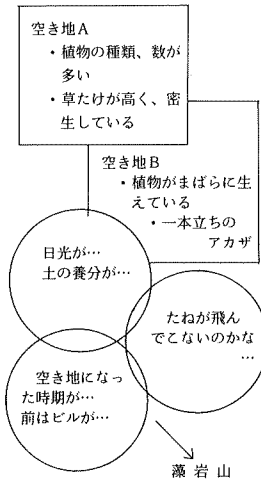 空き地A
・植物の種類、数が
多い
・草たけが高く、密
生している
空き地B
・植物がまばらに生
えている
・一本立ちの
アカザ
日光が…
土の養分が…
たねが飛ん
でこないのかな
…
空き地になっ
た時期が…
前はビルが…
藻岩山